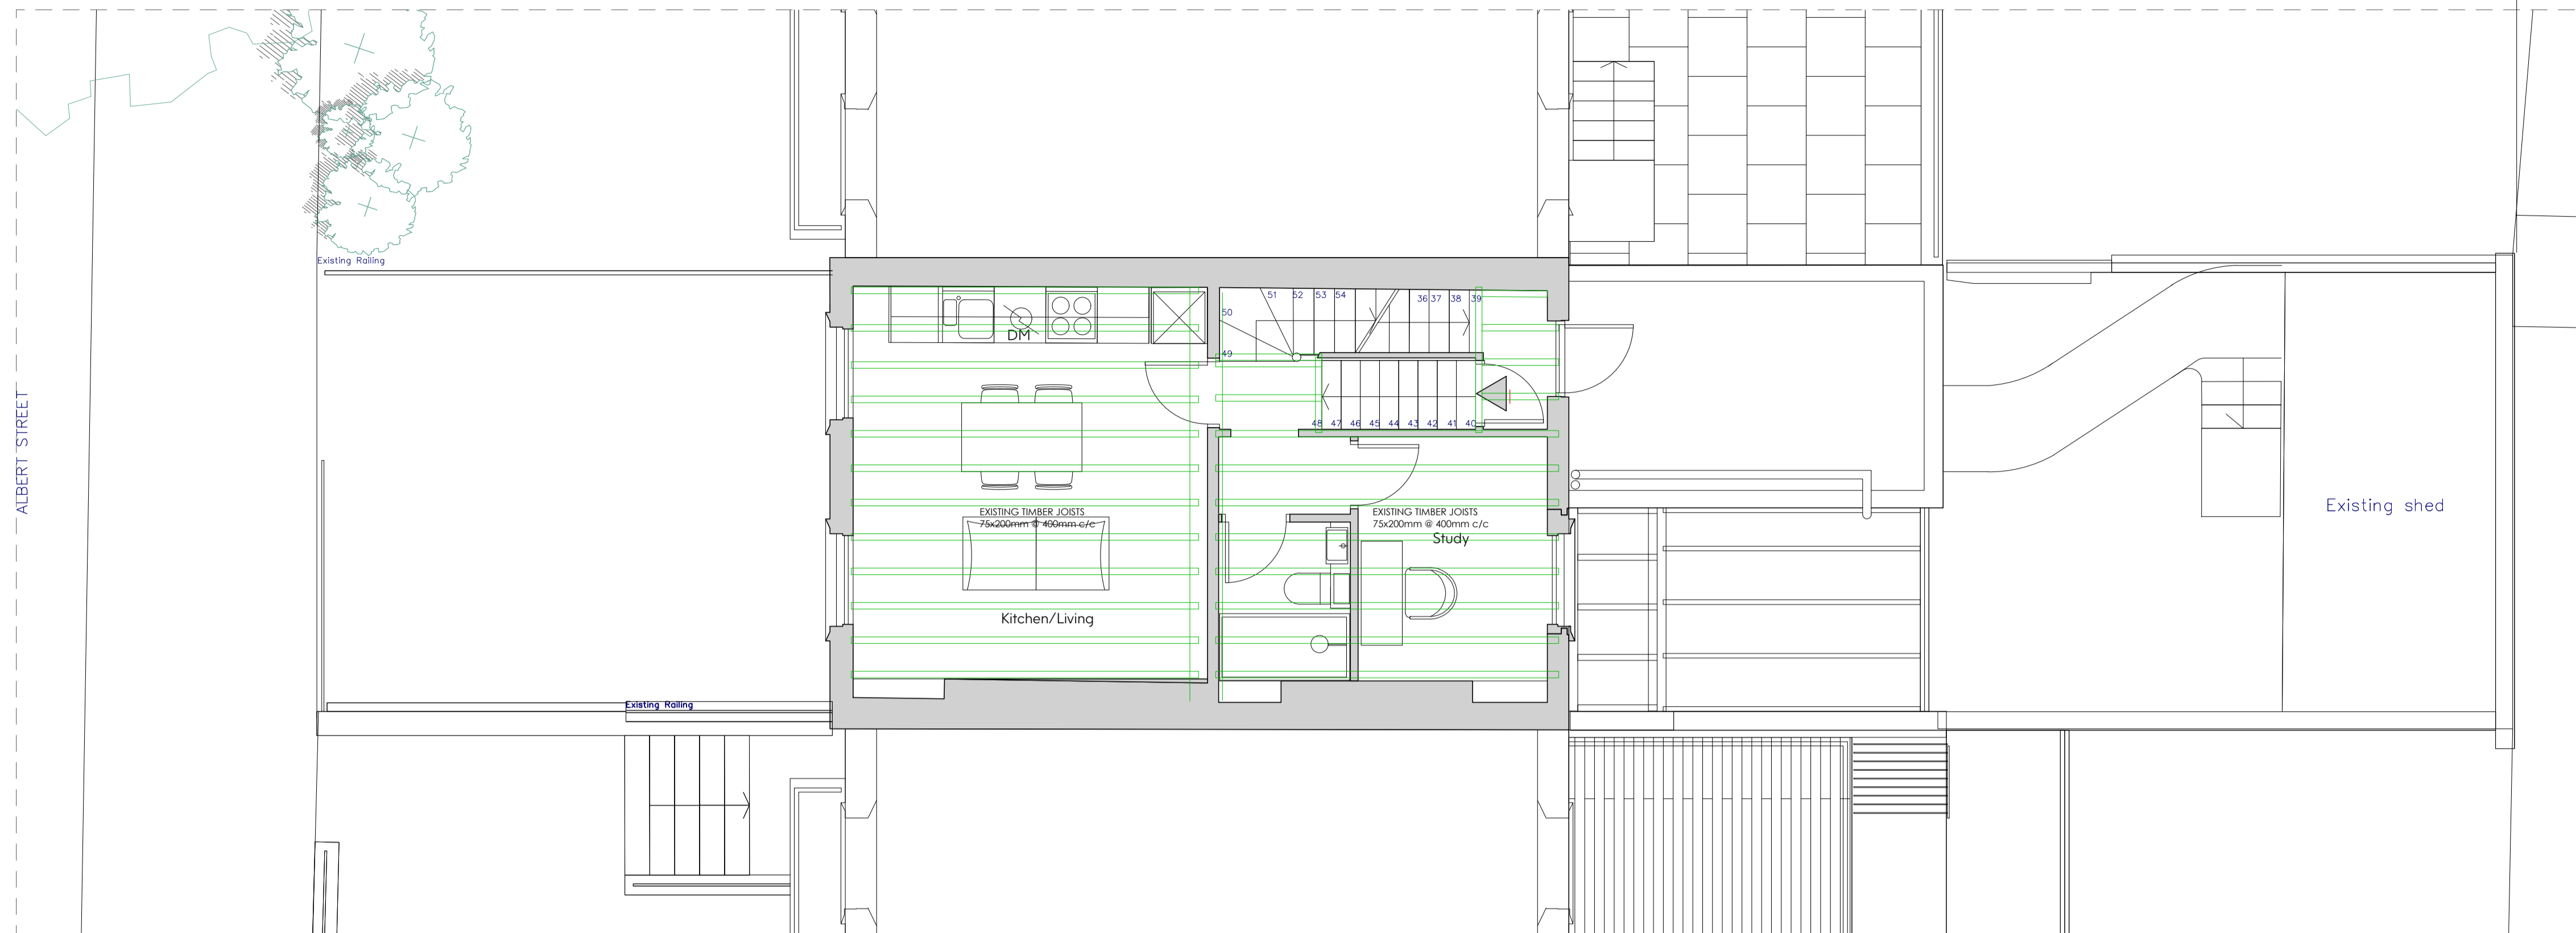 Existing Railing
ALBERT STREET
DM
51 52 53 54
36 37 38 39
50
49
48 47 46 45 44 43 42 41 40
EXISTING TIMBER JOISTS
75x200mm @ 400mm c/c
EXISTING TIMBER JOISTS
75x200mm @ 400mm c/c
Study
Existing shed
Kitchen/Living
Existing Railing